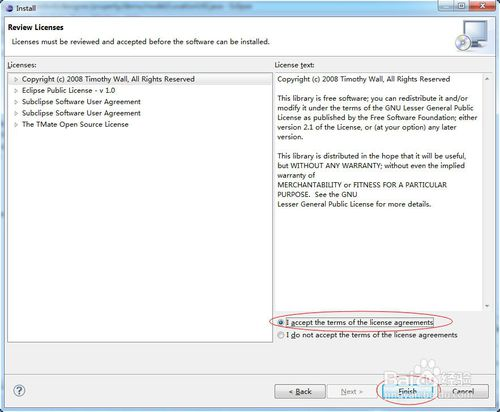 Install
Review Licenses
Licenses must be reviewed and accepted before the software can be installed.
Licenses:
Copyright (c) 2008 Timothy Wall, All Rights Reserved
Eclipse Public License - v 1.0
Subclipse Software User Agreement
Subclipse Software User Agreement
The TMate Open Source License
License text:
Copyright (c) 2008 Timothy Wall, All Rights Reserved
This library is free software; you can redistribute it and/or
modify it under the terms of the GNU Lesser General Public
License as published by the Free Software Foundation; either
version 2.1 of the License, or (at your option) any later
version.
This library is distributed in the hope that it will be useful,
but WITHOUT ANY WARRANTY; without even the implied
warranty of
MERCHANTABILITY or FITNESS FOR A PARTICULAR
PURPOSE.  See the GNU
Lesser General Public License for more details.
I accept the terms of the license agreements
I do not accept the terms of the license agreements
?
< Back
Next >
Finish
Cancel